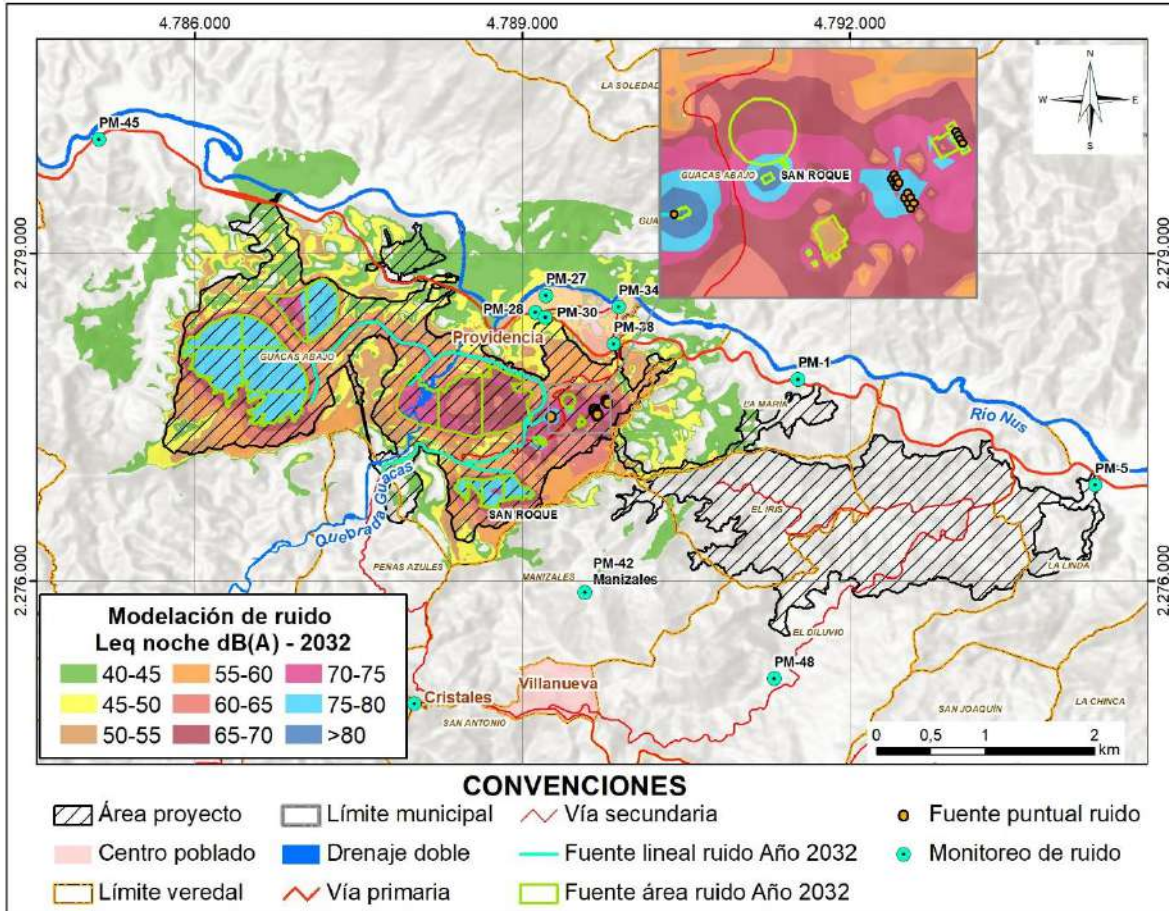 4.786.000
4.789.000
4.792.000
N
W
E
S
LA SOLEDAD
PM-45
GUACAS ABAJO
SAN ROQUE
2.279.000
2.279.000
PM-27
PM-34
PM-28
PM-30
PM-38
Providencia
GUACAS ABAJO
PM-1
LA MARIA
Río Nus
PM-5
SAN ROQUE
EL IRIS
Quebrada Guacas
PEÑAS AZULES
MANIZALES
PM-42
Manizales
LA LINDA
2.276.000
2.276.000
EL DILUVIO
PM-48
Villanueva
Cristales
SAN ANTONIO
SAN JOAQUÍN
LA CHINCA
Modelación de ruido
Leq noche dB(A) - 2032
40-45
55-60
70-75
45-50
60-65
75-80
50-55
65-70
>80
0
0,5
1
2
km
CONVENCIONES
Área proyecto
Límite municipal
Vía secundaria
Fuente puntual ruido
Centro poblado
Drenaje doble
Fuente lineal ruido Año 2032
Monitoreo de ruido
Límite veredal
Vía primaria
Fuente área ruido Año 2032